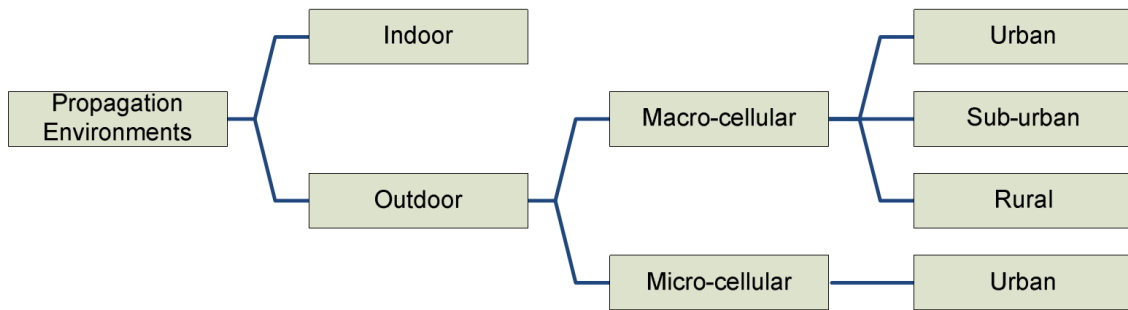 Indoor
Urban
Propagation
Environments
Macro-cellular
Sub-urban
Outdoor
Rural
Micro-cellular
Urban